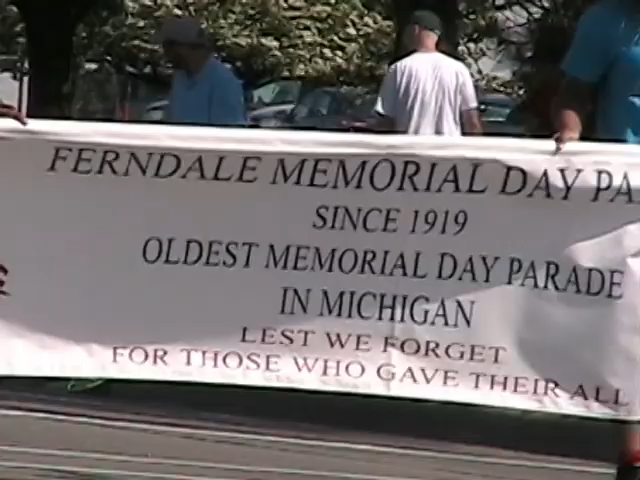 FERNDALE MEMORIAL DAY PA
SINCE 1919
OLDEST MEMORIAL DAY PARADE
IN MICHIGAN
LEST WE FORGET
FOR THOSE WHO GAVE THEIR ALL